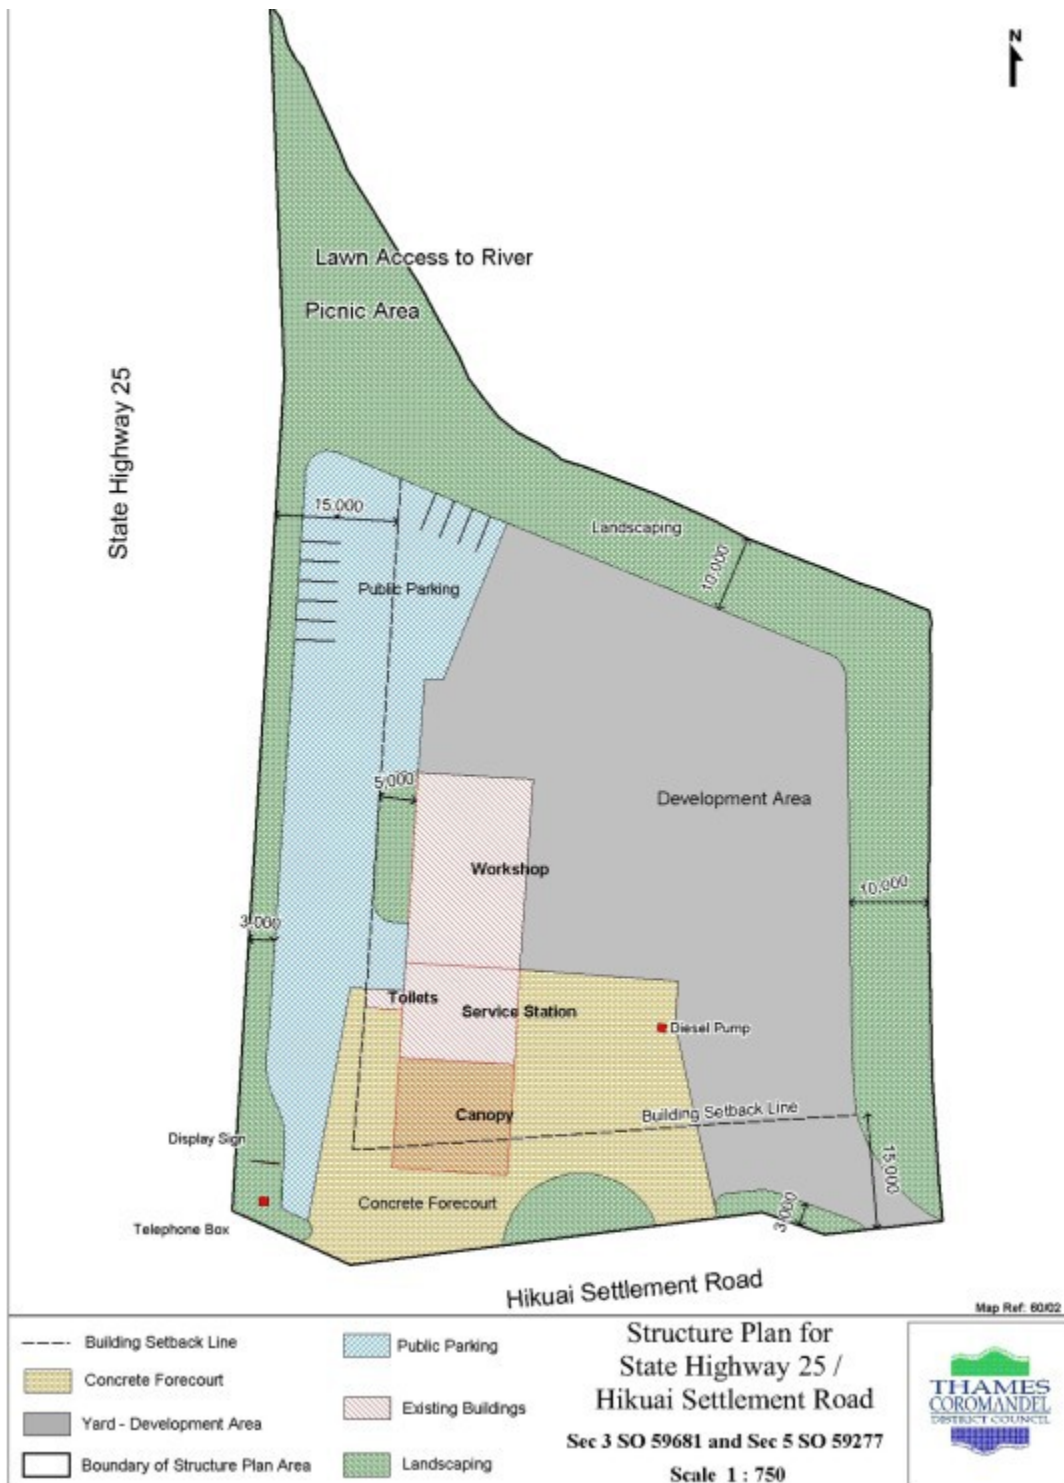 N
Lawn Access to River
Picnic Area
State Highway 25
15.000
Landscaping
10.000
Public Parking
5.000
Development Area
Workshop
10.000
3.000
Toilets
Service Station
Diesel Pump
Canopy
Building Setback Line
Display Sign
15.000
Concrete Forecourt
3.000
Telephone Box
Hikuai Settlement Road
Map Ref: 60/02
Building Setback Line
Concrete Forecourt
Yard - Development Area
Boundary of Structure Plan Area
Public Parking
Existing Buildings
Landscaping
Structure Plan for
State Highway 25 /
Hikuai Settlement Road
Sec 3 SO 59681 and Sec 5 SO 59277
Scale 1 : 750
THAMES
COROMANDEL
DISTRICT COUNCIL